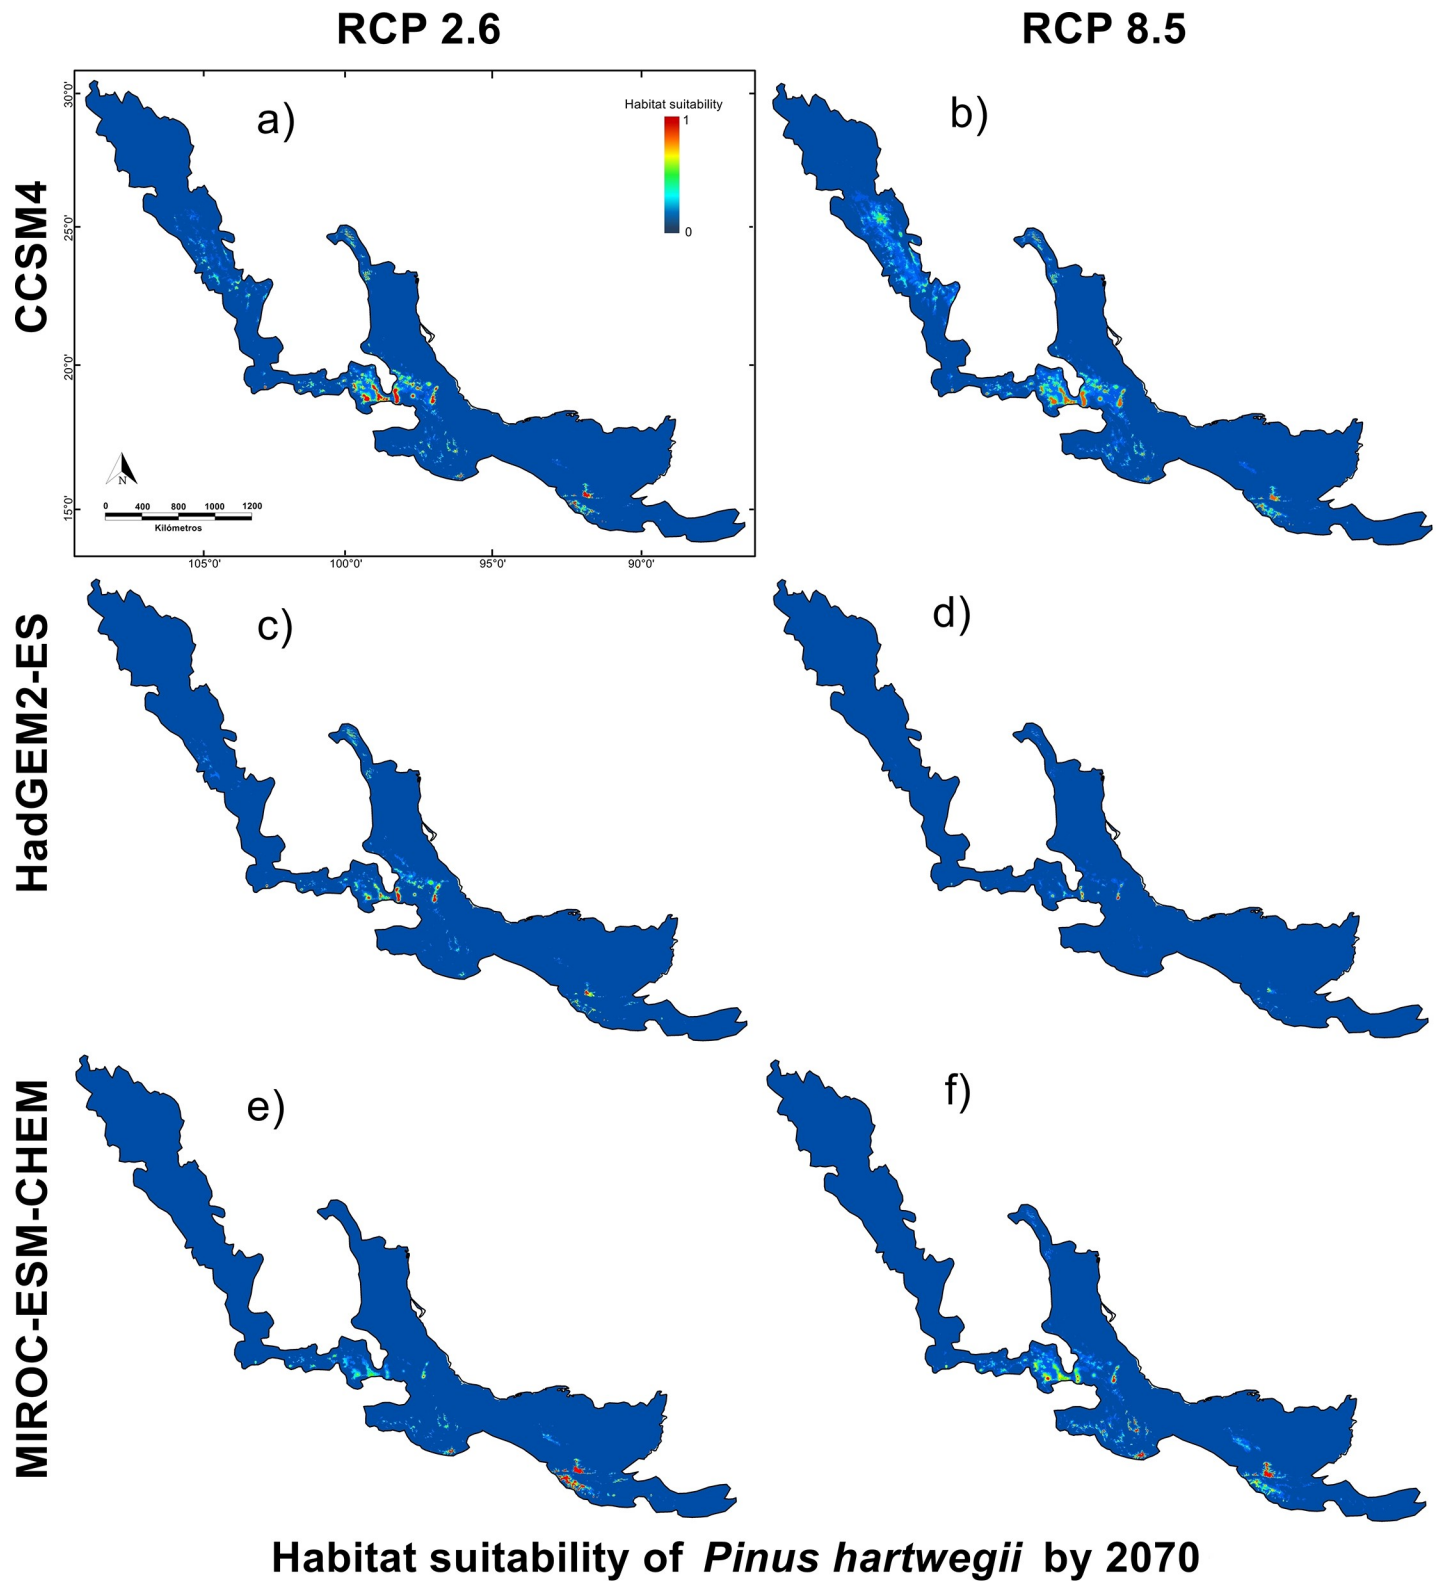 RCP 2.6
RCP 8.5
CCSM4
a)
Habitat suitability
1
0
30°0'
25°0'
20°0'
15°0'
N
0 400 800 1000 1200
Kilómetros
105°0' 100°0' 95°0' 90°0'
b)
HadGEM2-ES
c)
d)
MIROC-ESM-CHEM
e)
f)
Habitat suitability of Pinus hartwegii by 2070